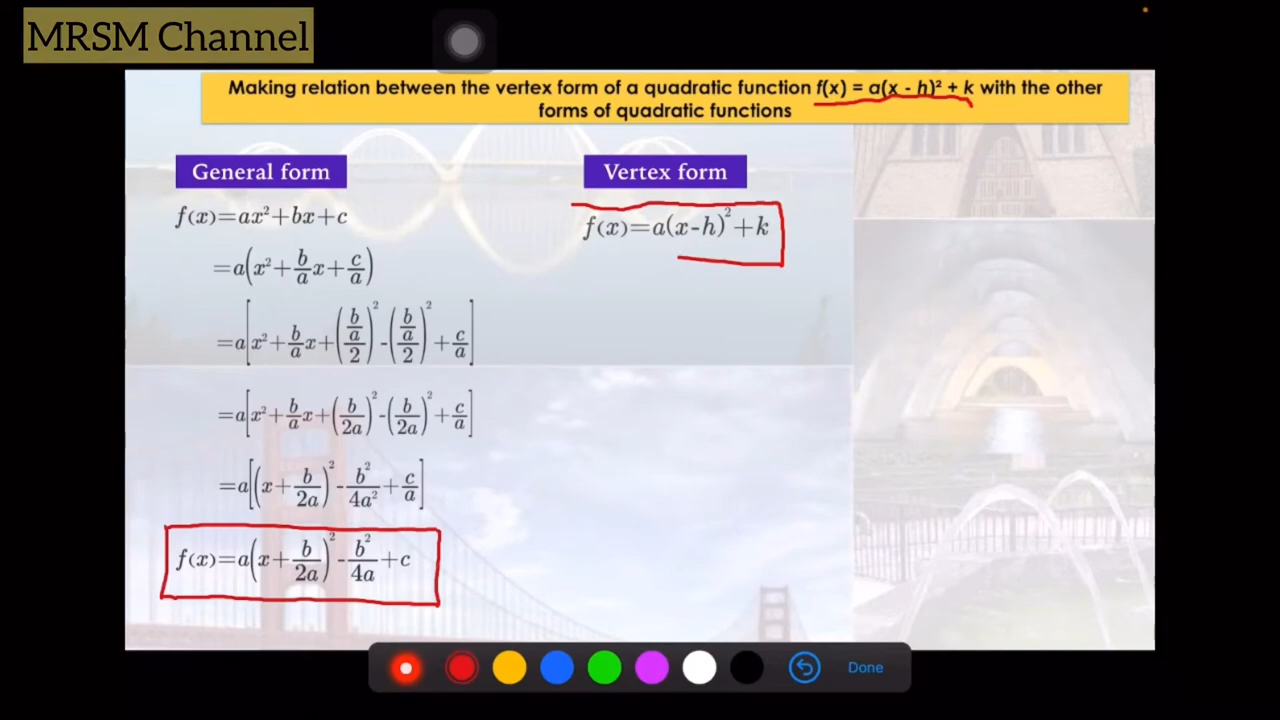 MRSM Channel
Making relation between the vertex form of a quadratic function f(x) = a(x - h)² + k with the other
forms of quadratic functions
General form
f(x)=ax²+bx+c
=a(x²+b/a x+c/a)
=a[x²+b/a x+((b/a)/2)²-((b/a)/2)²+c/a]
=a[x²+b/a x+(b/2a)²-(b/2a)²+c/a]
=a[(x+b/2a)²-b²/4a²+c/a]
f(x)=a(x+b/2a)²-b²/4a+c
Vertex form
f(x)=a(x-h)²+k
Done